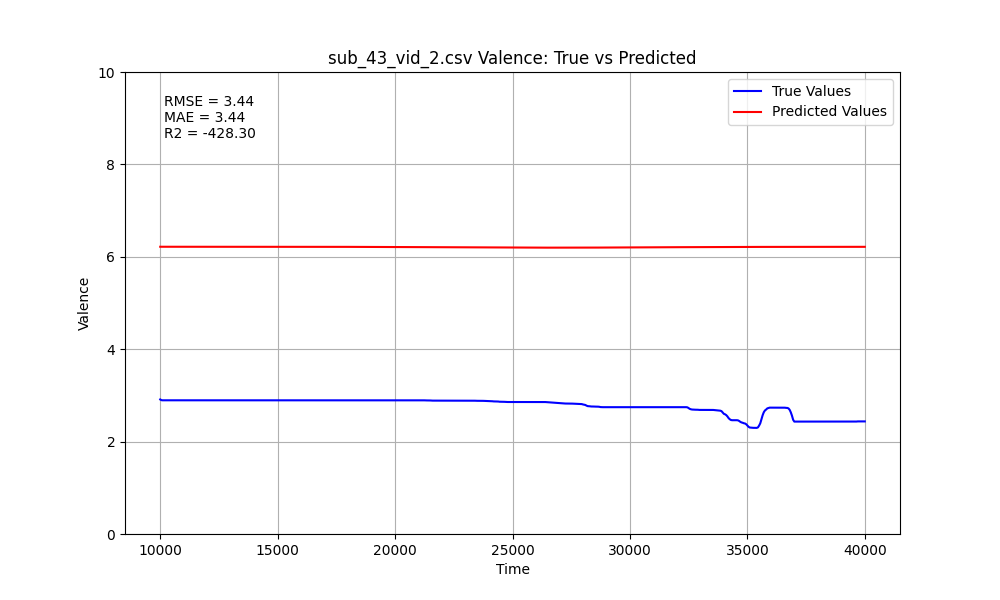 sub_43_vid_2.csv Valence: True vs Predicted
10
8
6
4
2
0
Valence
RMSE = 3.44
MAE = 3.44
R2 = -428.30
True Values
Predicted Values
10000 15000 20000 25000 30000 35000 40000
Time